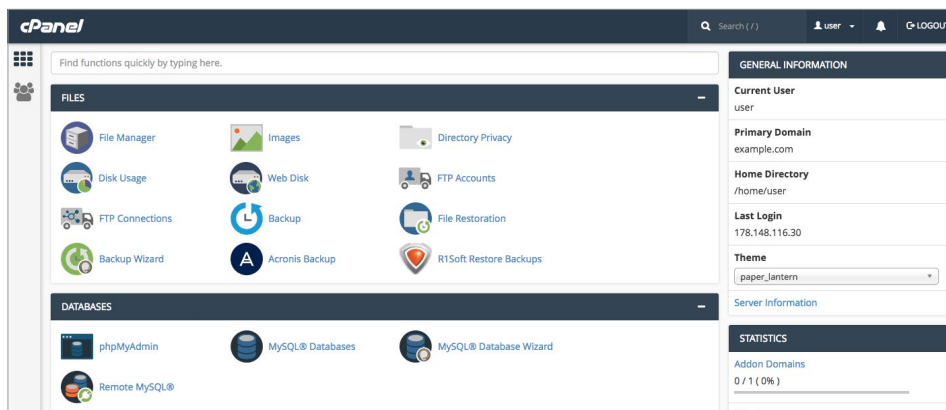 cPanel
Search ( / )
user
LOGOUT
Find functions quickly by typing here.
FILES
File Manager
Images
Directory Privacy
Disk Usage
Web Disk
FTP Accounts
FTP Connections
Backup
File Restoration
Backup Wizard
A
Acronis Backup
R1Soft Restore Backups
DATABASES
phpMyAdmin
MySQL® Databases
MySQL® Database Wizard
Remote MySQL®
GENERAL INFORMATION
Current User
user
Primary Domain
example.com
Home Directory
/home/user
Last Login
178.148.116.30
Theme
paper_lantern
Server Information
STATISTICS
Addon Domains
0 / 1 ( 0% )